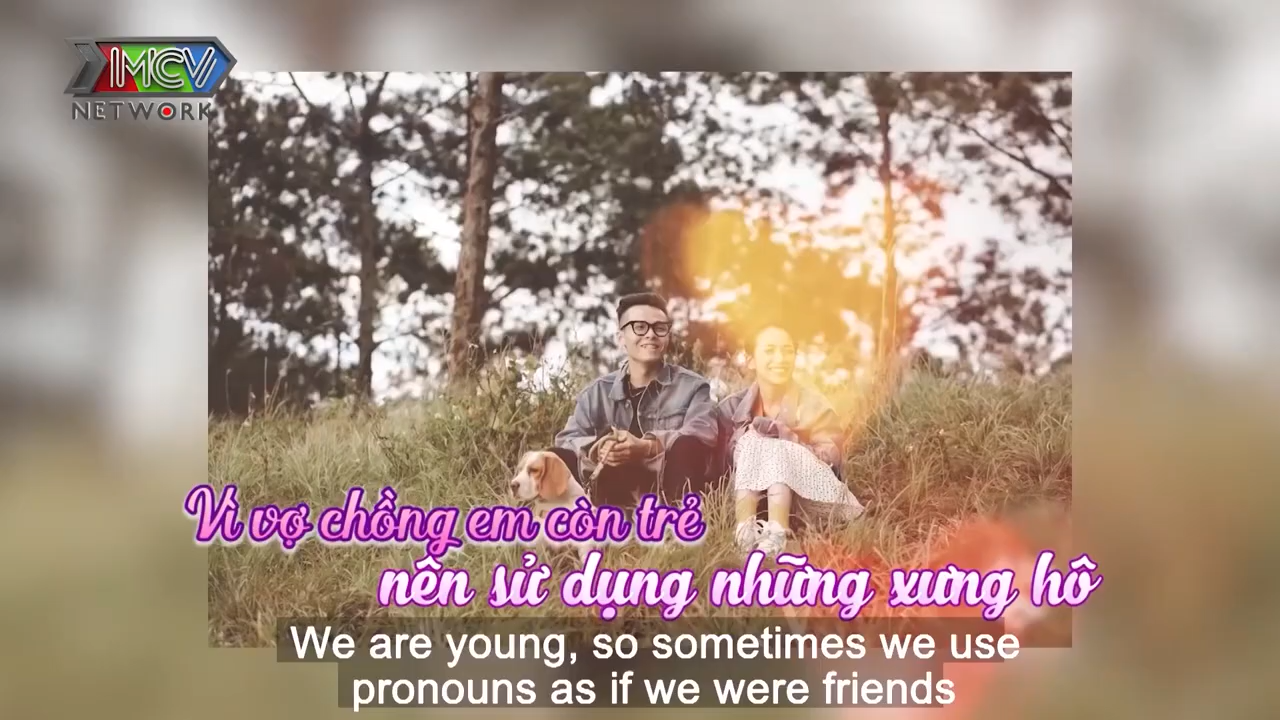 MCV
NETWORK
Vì vợ chồng em còn trẻ
nên sử dụng những xưng hô
We are young, so sometimes we use
pronouns as if we were friends